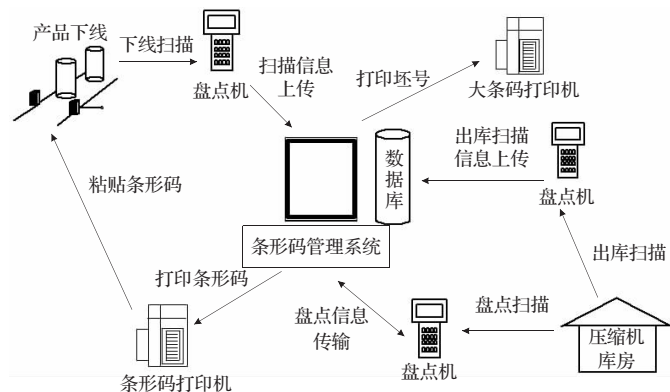 产品下线
下线扫描
盘点机
扫描信息
上传
打印坯号
大条码打印机
数据库
出库扫描
信息上传
盘点机
粘贴条形码
条形码管理系统
出库扫描
打印条形码
盘点信息
传输
盘点扫描
盘点机
压缩机
库房
条形码打印机